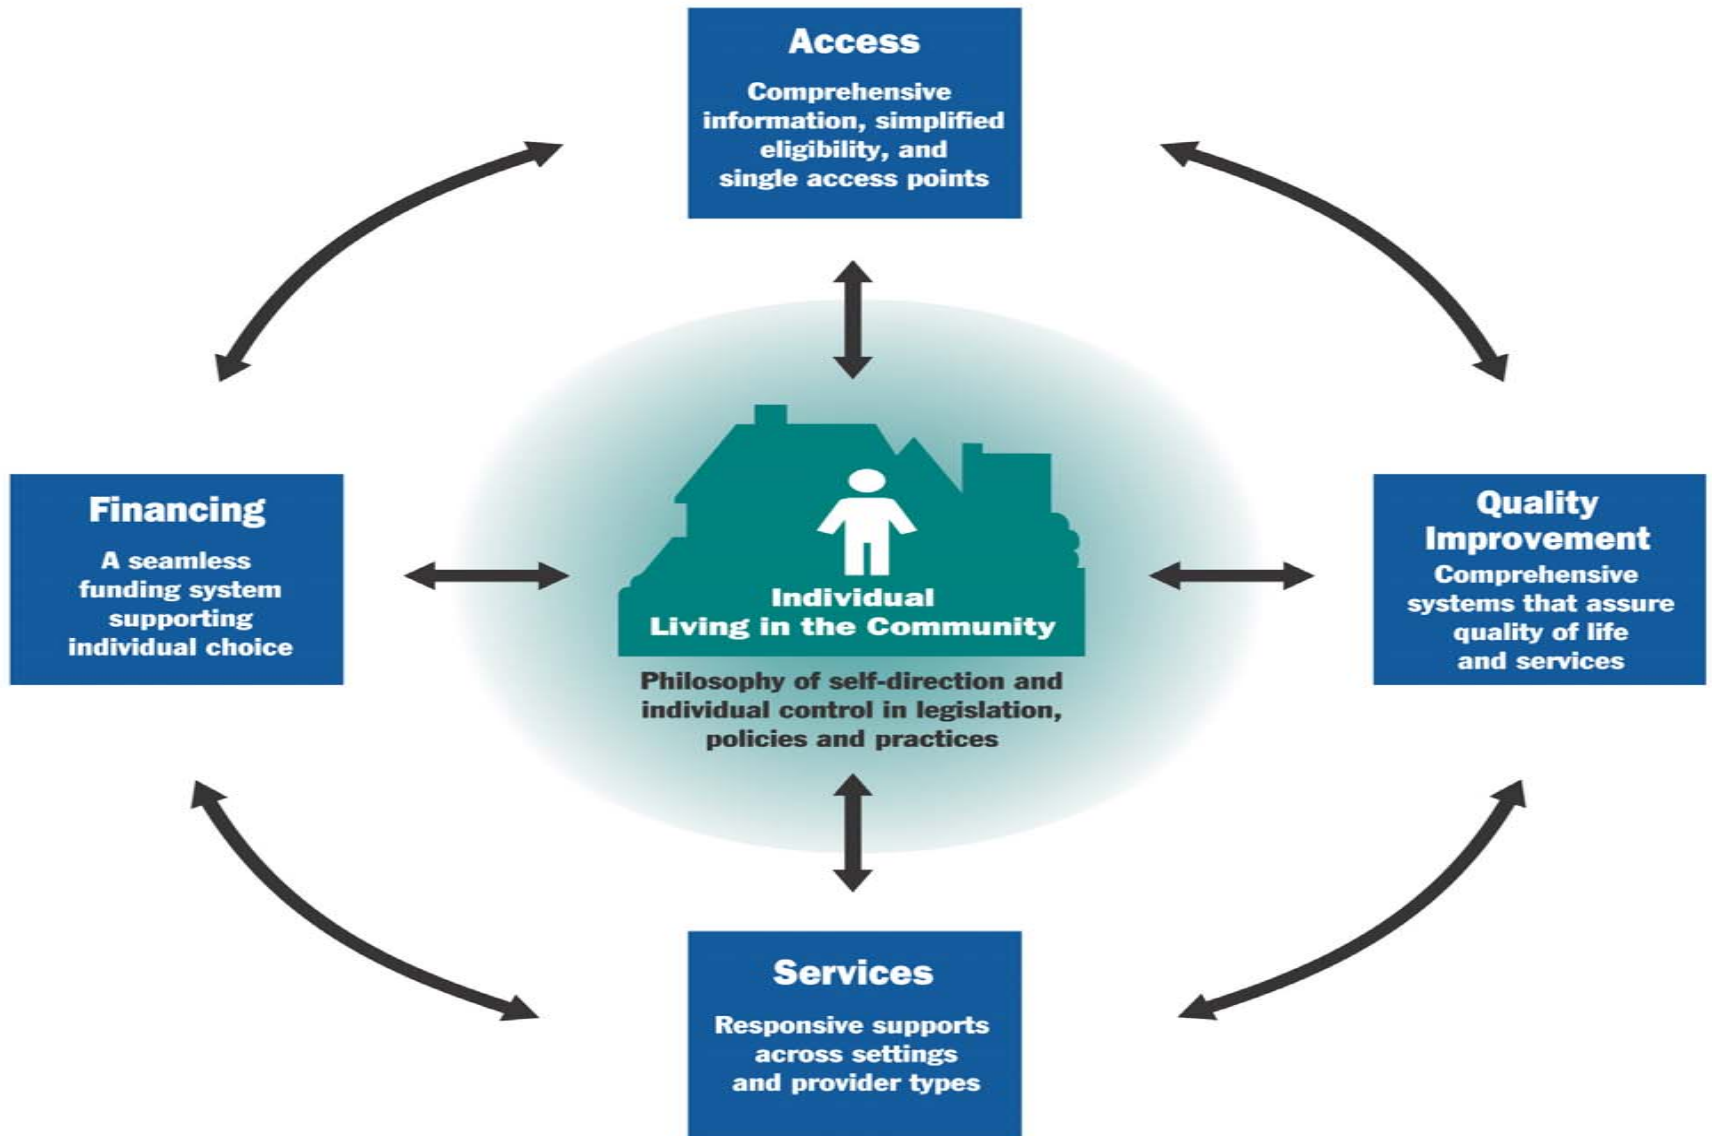 Access
Comprehensive
information, simplified
eligibility, and
single access points
Financing
A seamless
funding system
supporting
individual choice
Individual
Living in the Community
Philosophy of self-direction and
individual control in legislation,
policies and practices
Quality
Improvement
Comprehensive
systems that assure
quality of life
and services
Services
Responsive supports
across settings
and provider types